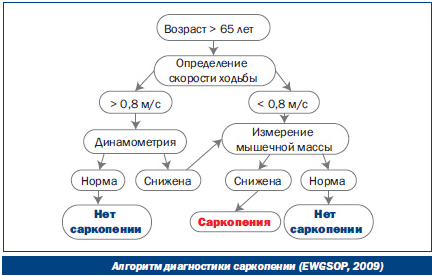 Возраст > 65 лет
Определение
скорости ходьбы
> 0,8 м/с
< 0,8 м/с
Динамометрия
Измерение
мышечной массы
Норма
Снижена
Снижена
Норма
Нет
саркопении
Саркопения
Нет
саркопении
Алгоритм диагностики саркопении (EWGSOP, 2009)